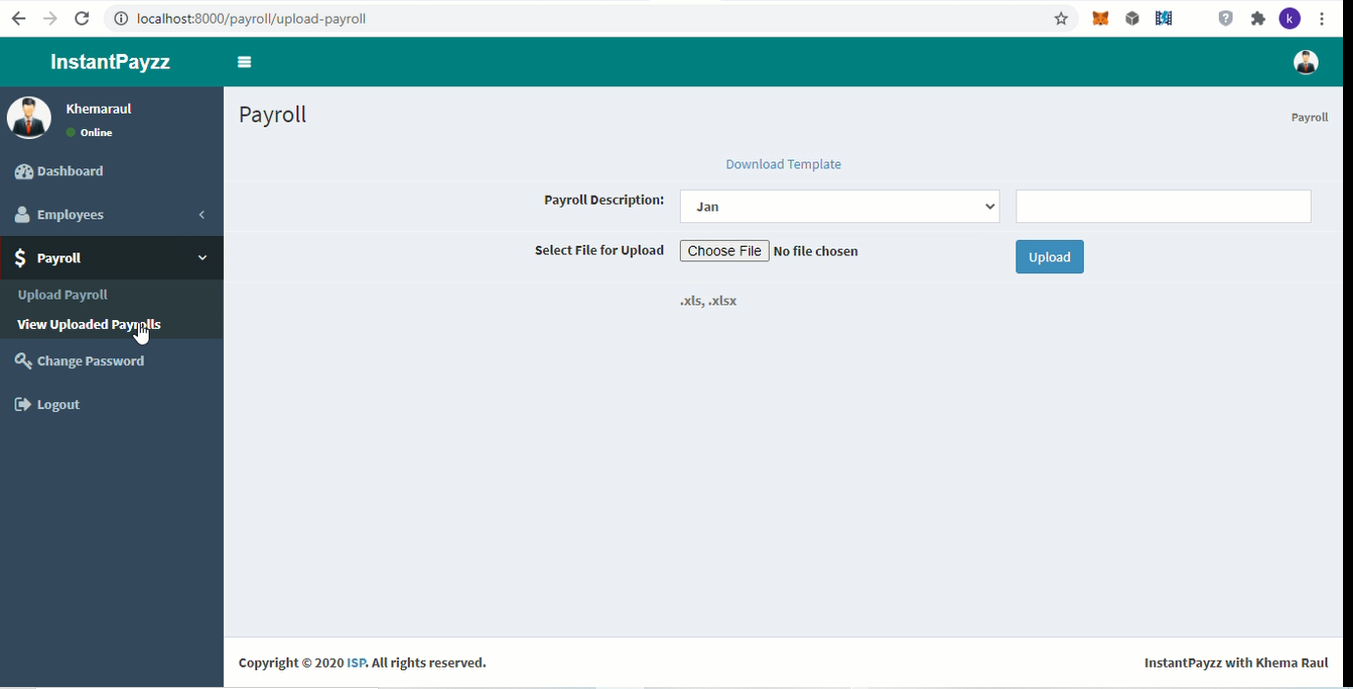 localhost:8000/payroll/upload-payroll
k
InstantPayzz
Khemaraul
Online
Dashboard
Employees
Payroll
Upload Payroll
View Uploaded Payrolls
Change Password
Logout
Payroll
Payroll
Download Template
Payroll Description:
Jan
Select File for Upload
Choose File No file chosen
Upload
.xls, .xlsx
Copyright © 2020 ISP. All rights reserved.
InstantPayzz with Khema Raul